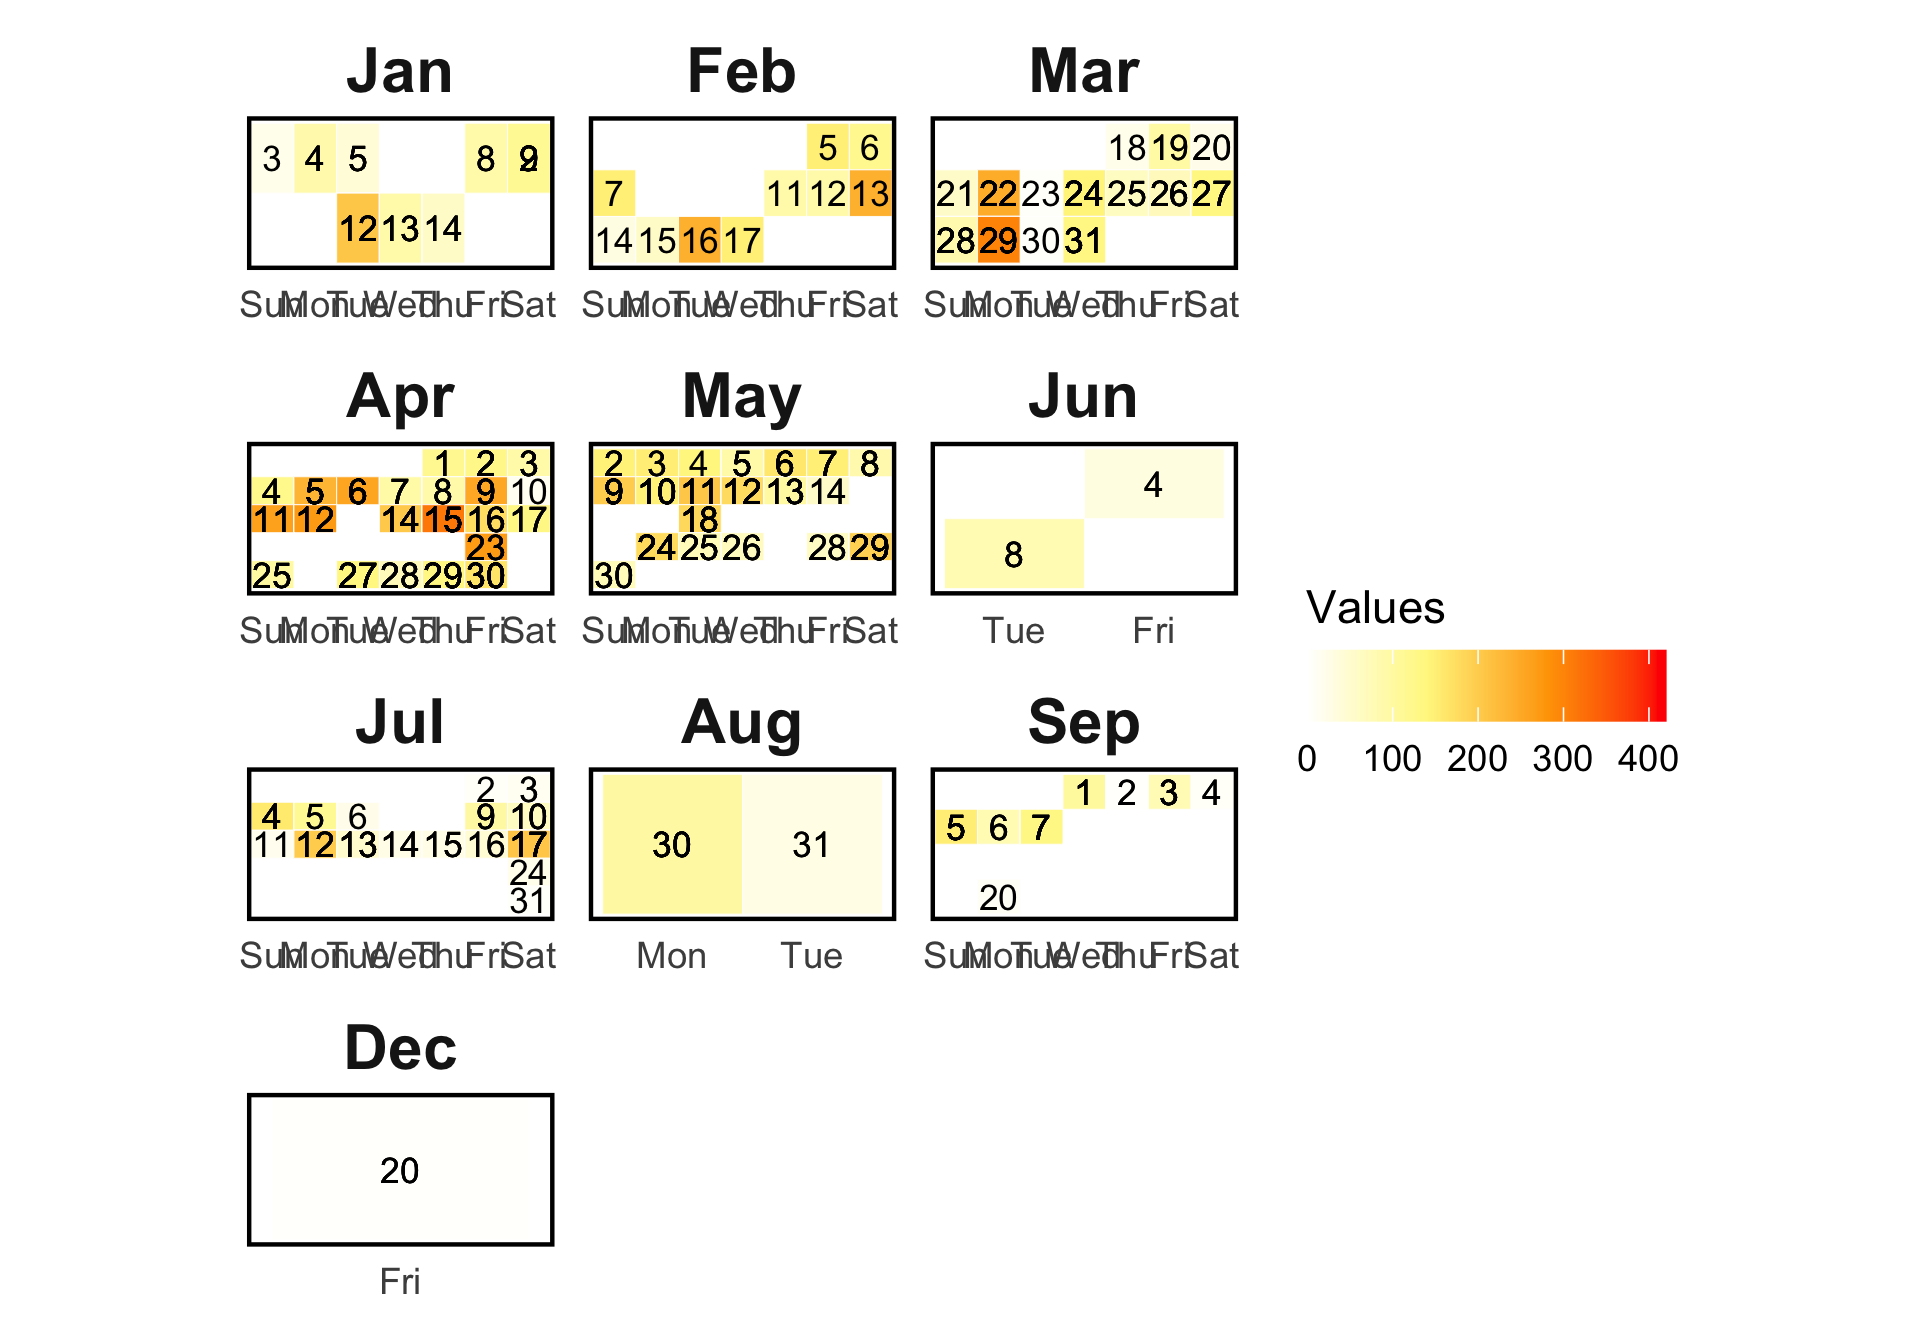 Jan Feb Mar
3 4 5 8 9 5 6 18 19 20
7 11 12 13 21 22 23 24 25 26 27
12 13 14 14 15 16 17 28 29 30 31
Sun Mon Tue Wed Thu Fri Sat Sun Mon Tue Wed Thu Fri Sat Sun Mon Tue Wed Thu Fri Sat
Apr May Jun
1 2 3 2 3 4 5 6 7 8 4
4 5 6 7 8 9 10 9 10 11 12 13 14
11 12 14 15 16 17 18
23 24 25 26 28 29 8
25 27 28 29 30 30
Sun Mon Tue Wed Thu Fri Sat Sun Mon Tue Wed Thu Fri Sat Tue Fri
Values
0 100 200 300 400
Jul Aug Sep
2 3 1 2 3 4
4 5 6 9 10 5 6 7
11 12 13 14 15 16 17 30 31
24
31 20
Sun Mon Tue Wed Thu Fri Sat Mon Tue Sun Mon Tue Wed Thu Fri Sat
Dec
20
Fri